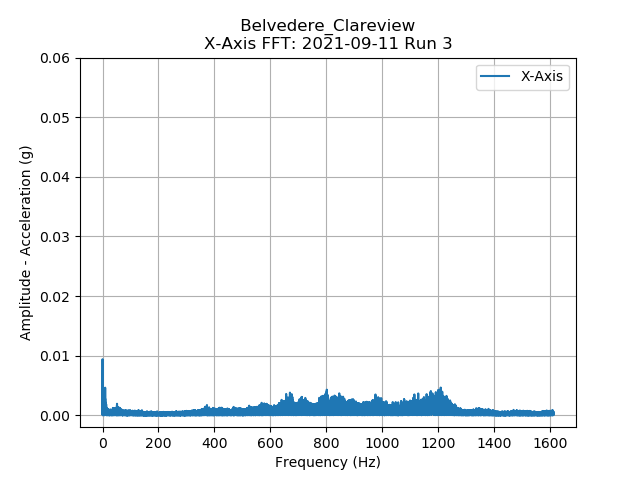 Belvedere_Clareview
X-Axis FFT: 2021-09-11 Run 3
X-Axis
0.06
0.05
0.04
0.03
0.02
0.01
0.00
Amplitude - Acceleration (g)
0 200 400 600 800 1000 1200 1400 1600
Frequency (Hz)